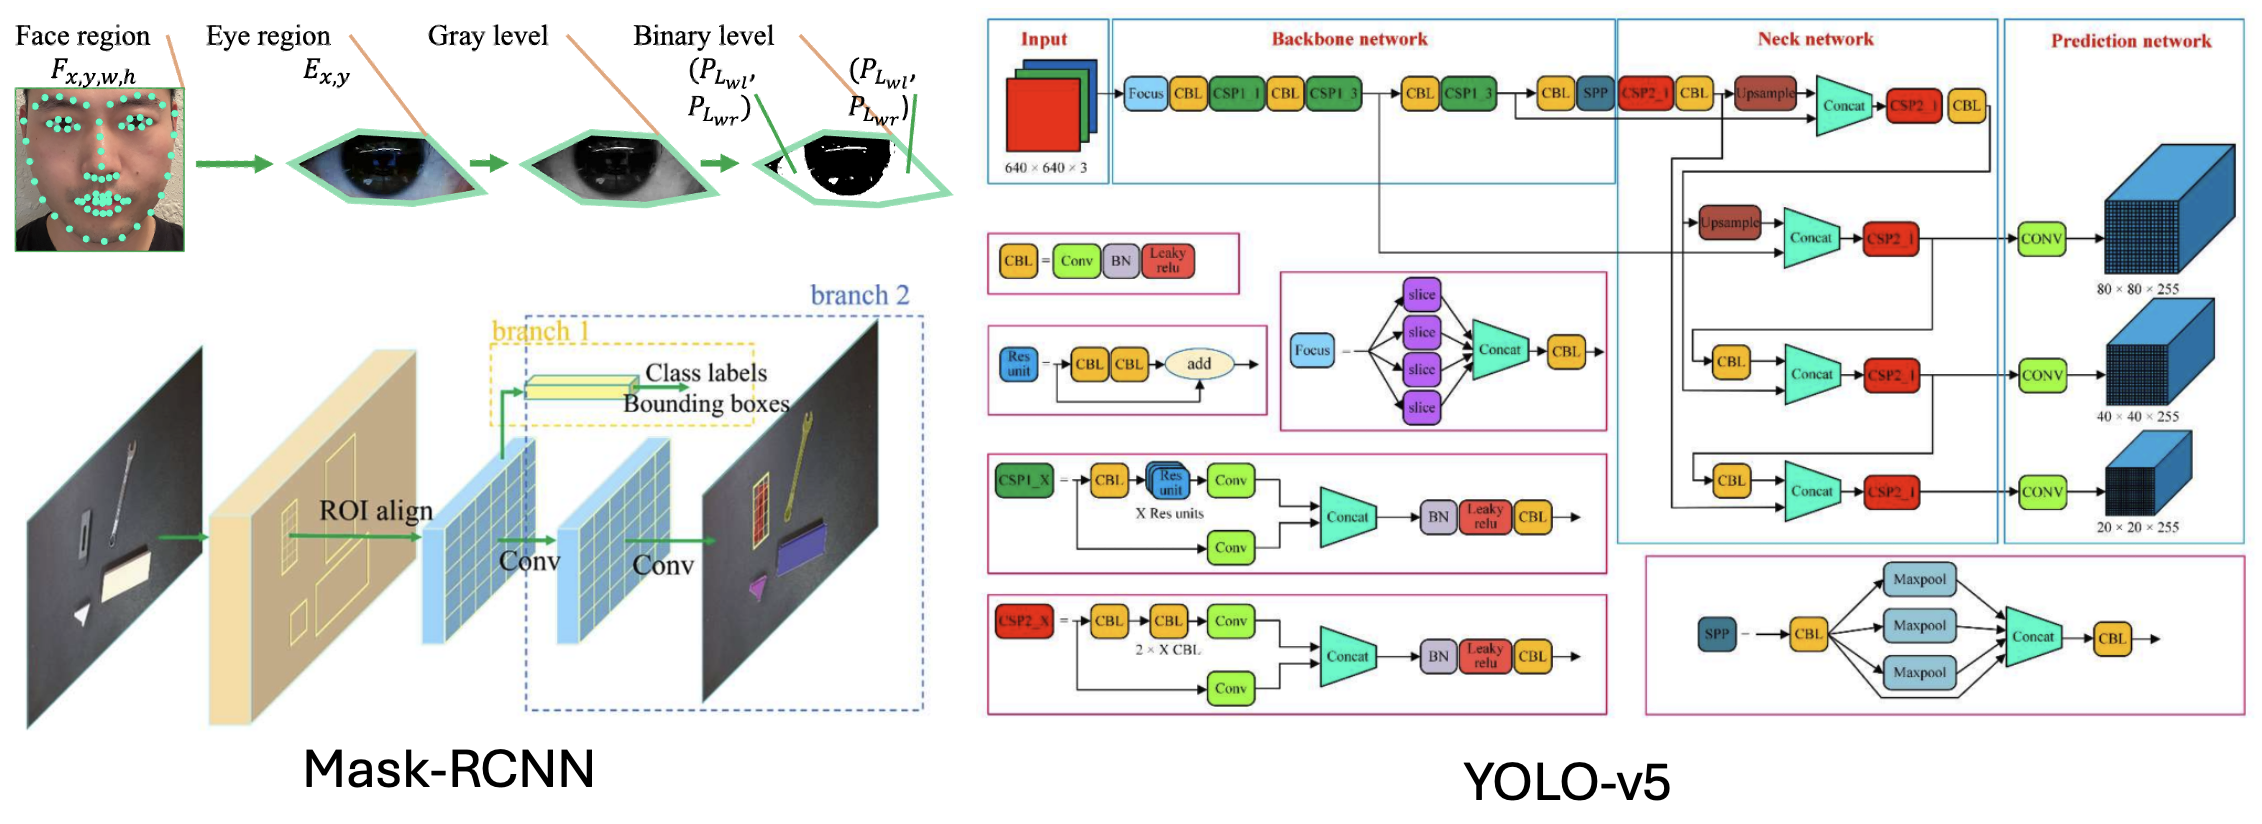 Face region
F_{x,y,w,h}
Eye region
E_{x,y}
Gray level
Binary level
(P_{L_{wl}},
P_{L_{wr}})
(P_{L_{wl}},
P_{L_{wr}})
branch 2
branch 1
Class labels
Bounding boxes
ROI align
Conv
Conv
Mask-RCNN
Input
Backbone network
Neck network
Prediction network
640 × 640 × 3
Focus CBL CSP1_1 CBL CSP1_3 CBL CSP1_3 CBL SPP CSP2_1 CBL Upsample Concat CSP2_1 CBL
Upsample Concat CSP2_1 CONV
80 × 80 × 255
CBL Concat CSP2_1 CONV
40 × 40 × 255
CBL Concat CSP2_1 CONV
20 × 20 × 255
CBL = Conv BN Leaky
relu
Res
unit
= CBL CBL add
Focus = slice
slice
slice
slice
Concat CBL
CSP1_X = CBL Res
unit
Conv
X Res units
Conv
Concat BN Leaky
relu
CBL
CSP2_X = CBL CBL Conv
2 × X CBL
Conv
Concat BN Leaky
relu
CBL
SPP – CBL Maxpool
Maxpool
Maxpool
Concat CBL
YOLO-v5